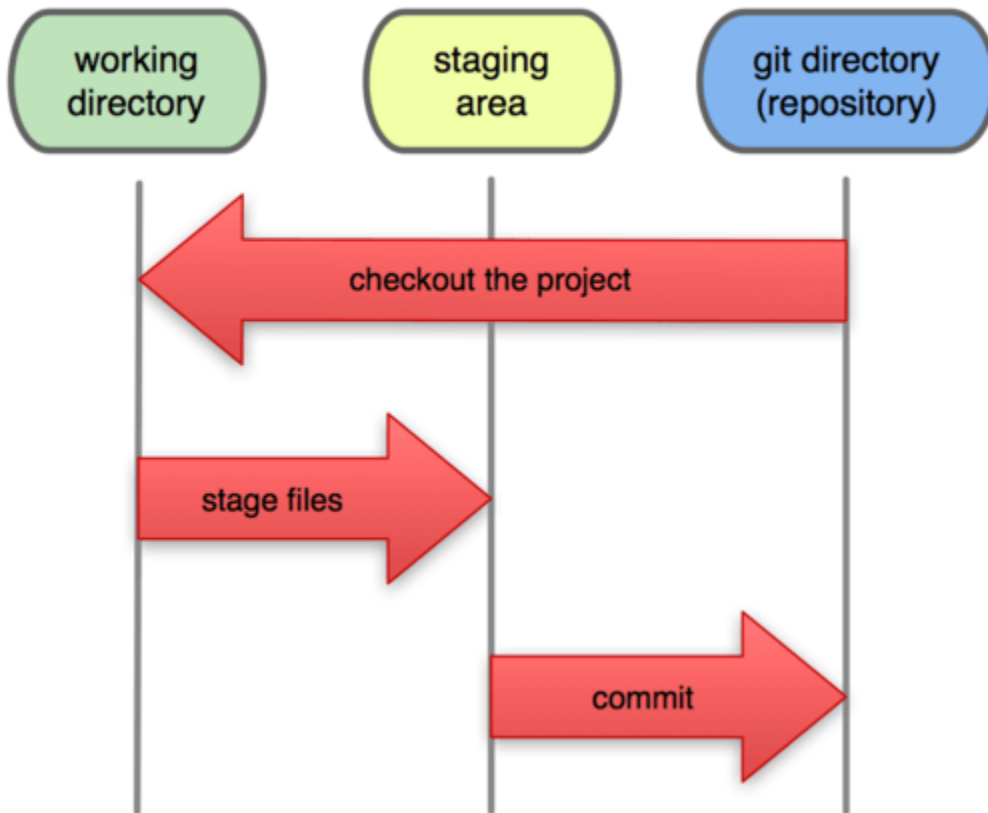 working
directory
staging
area
git directory
(repository)
checkout the project
stage files
commit